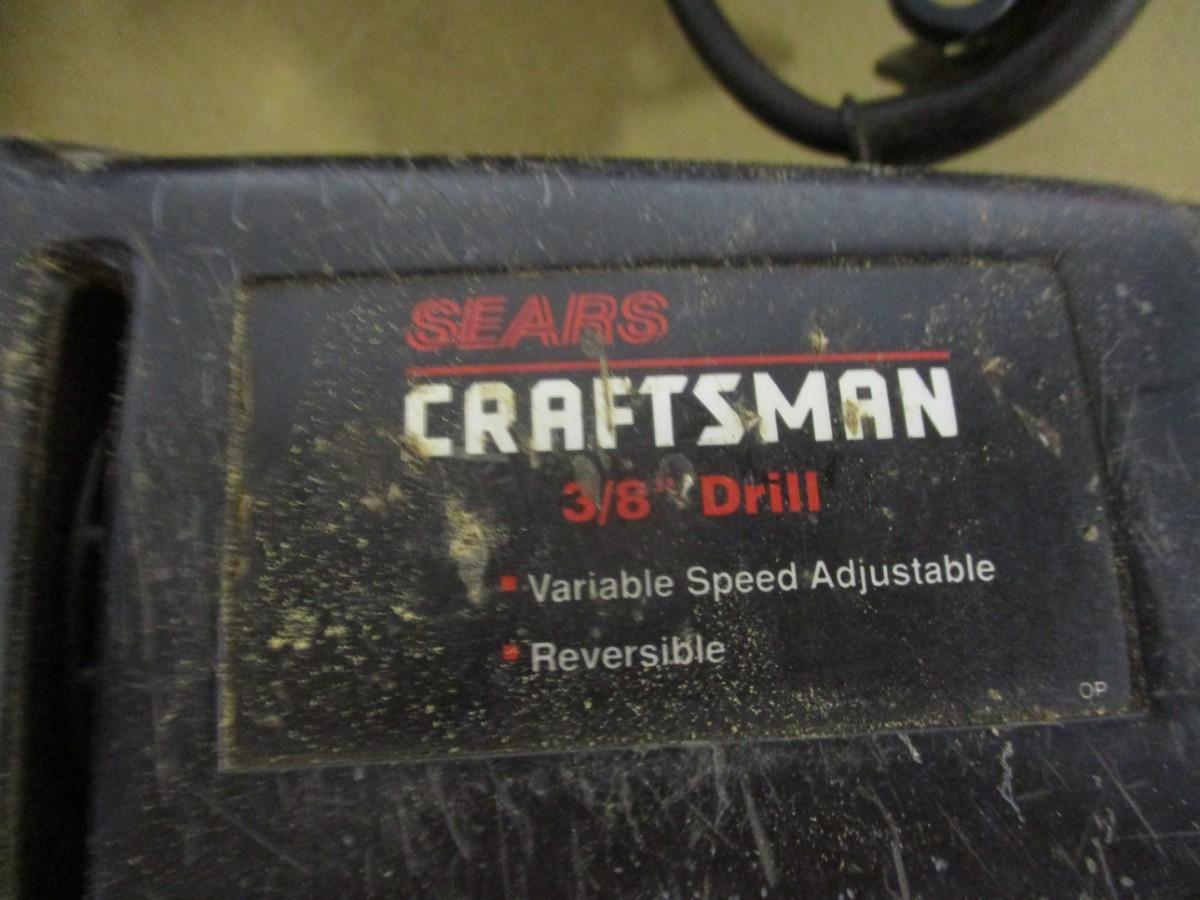 SEARS
CRAFTSMAN
3/8" Drill
▪ Variable Speed Adjustable
▪ Reversible
OP